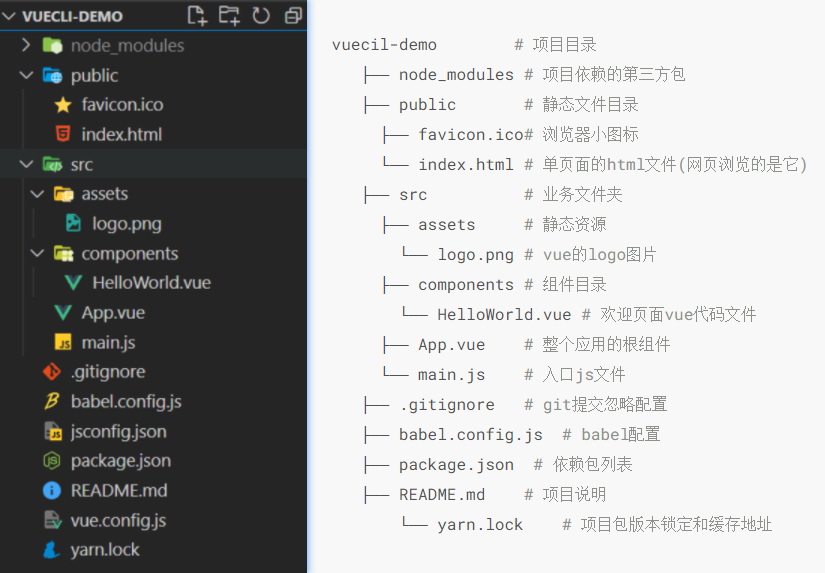 VUECLI-DEMO
node_modules
public
favicon.ico
index.html
src
assets
logo.png
components
HelloWorld.vue
App.vue
main.js
.gitignore
babel.config.js
jsconfig.json
package.json
README.md
vue.config.js
yarn.lock
vuecil-demo # 项目目录
├── node_modules # 项目依赖的第三方包
├── public # 静态文件目录
├── favicon.ico# 浏览器小图标
└── index.html # 单页面的html文件(网页浏览的是它)
├── src # 业务文件夹
├── assets # 静态资源
└── logo.png # vue的logo图片
├── components # 组件目录
└── HelloWorld.vue # 欢迎页面vue代码文件
├── App.vue # 整个应用的根组件
└── main.js # 入口js文件
├── .gitignore # git提交忽略配置
├── babel.config.js # babel配置
├── package.json # 依赖包列表
├── README.md # 项目说明
└── yarn.lock # 项目包版本锁定和缓存地址